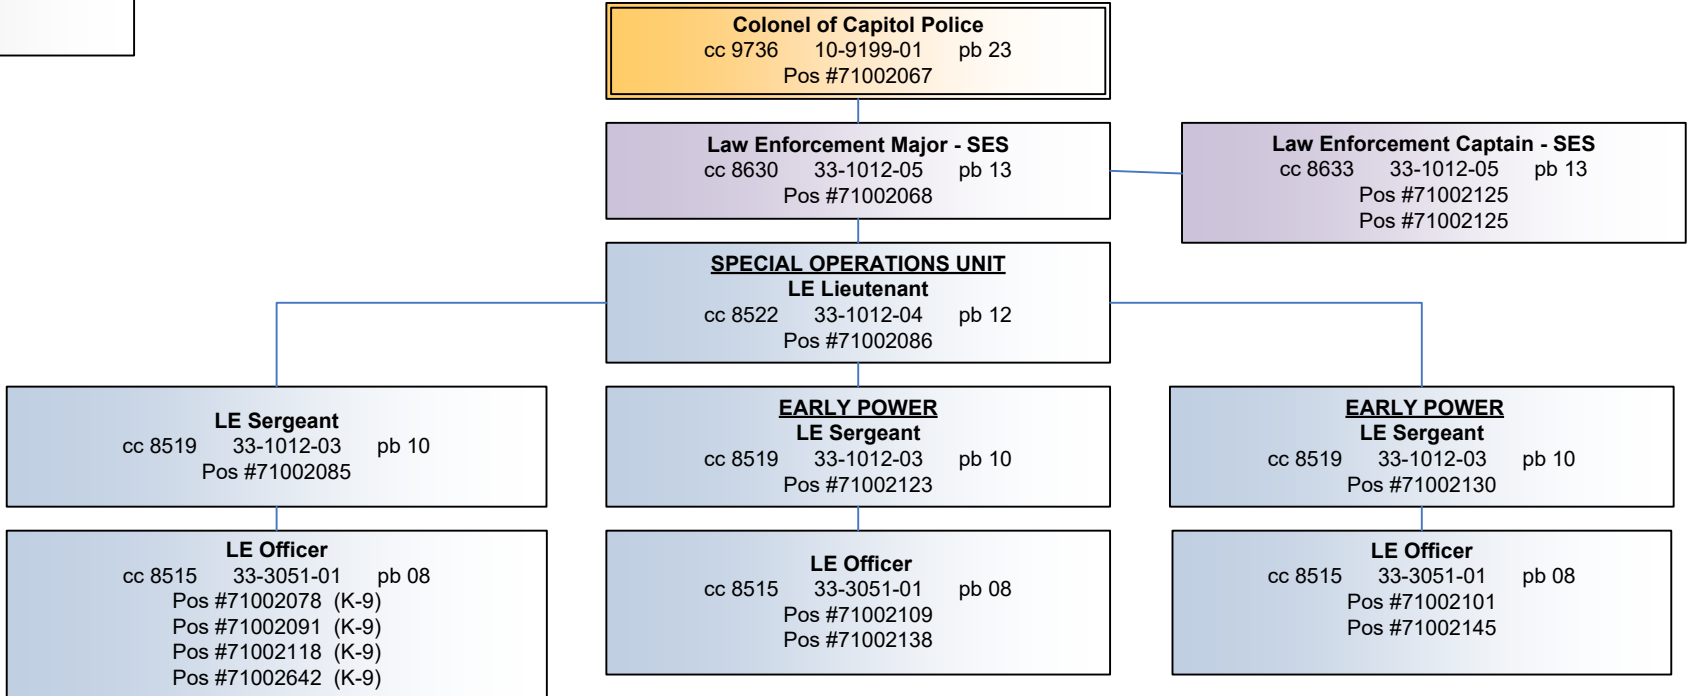 Colonel of Capitol Police
cc 9736 10-9199-01 pb 23
Pos #71002067
Law Enforcement Major - SES
cc 8630 33-1012-05 pb 13
Pos #71002068
Law Enforcement Captain - SES
cc 8633 33-1012-05 pb 13
Pos #71002125
Pos #71002125
SPECIAL OPERATIONS UNIT
LE Lieutenant
cc 8522 33-1012-04 pb 12
Pos #71002086
LE Sergeant
cc 8519 33-1012-03 pb 10
Pos #71002085
EARLY POWER
LE Sergeant
cc 8519 33-1012-03 pb 10
Pos #71002123
EARLY POWER
LE Sergeant
cc 8519 33-1012-03 pb 10
Pos #71002130
LE Officer
cc 8515 33-3051-01 pb 08
Pos #71002078 (K-9)
Pos #71002091 (K-9)
Pos #71002118 (K-9)
Pos #71002642 (K-9)
LE Officer
cc 8515 33-3051-01 pb 08
Pos #71002109
Pos #71002138
LE Officer
cc 8515 33-3051-01 pb 08
Pos #71002101
Pos #71002145